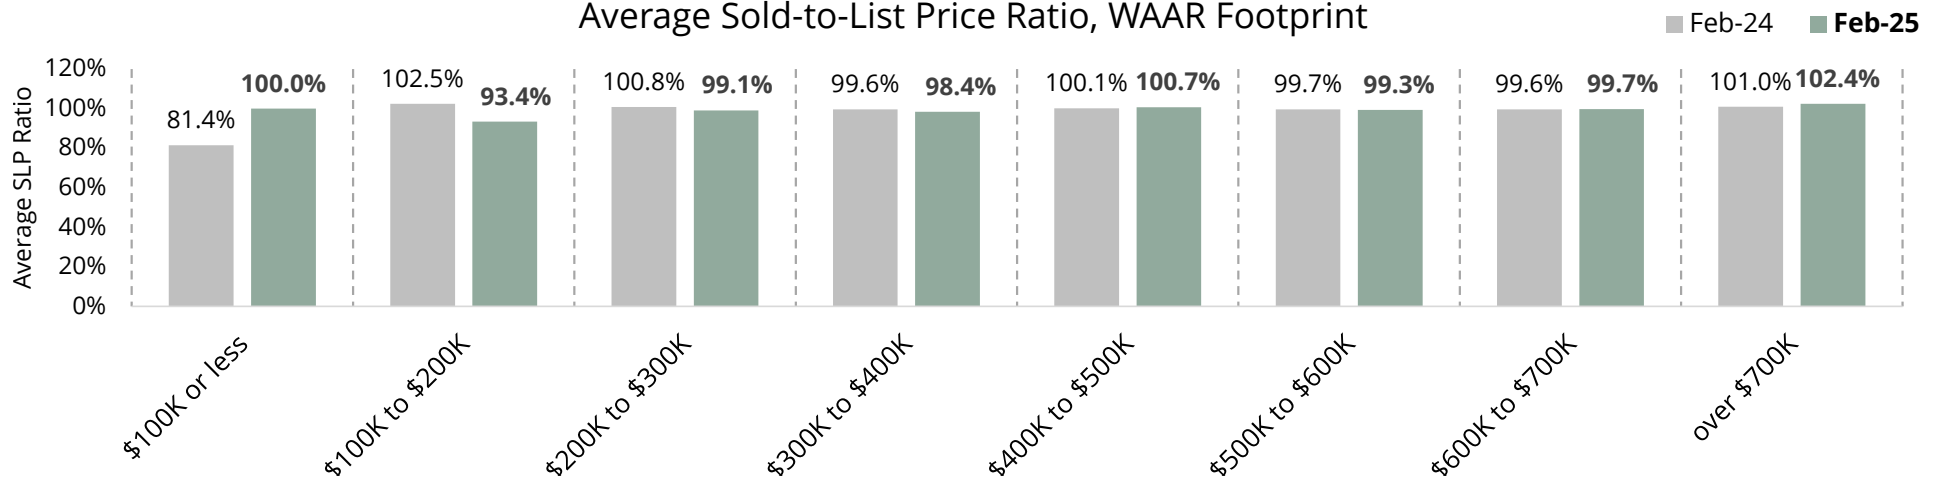 Average Sold-to-List Price Ratio, WAAR Footprint
Feb-24 Feb-25
Average SLP Ratio
120%
100%
80%
60%
40%
20%
0%
81.4% 100.0% 102.5% 93.4% 100.8% 99.1% 99.6% 98.4% 100.1% 100.7% 99.7% 99.3% 99.6% 99.7% 101.0% 102.4%
$100K or less
$100K to $200K
$200K to $300K
$300K to $400K
$400K to $500K
$500K to $600K
$600K to $700K
over $700K